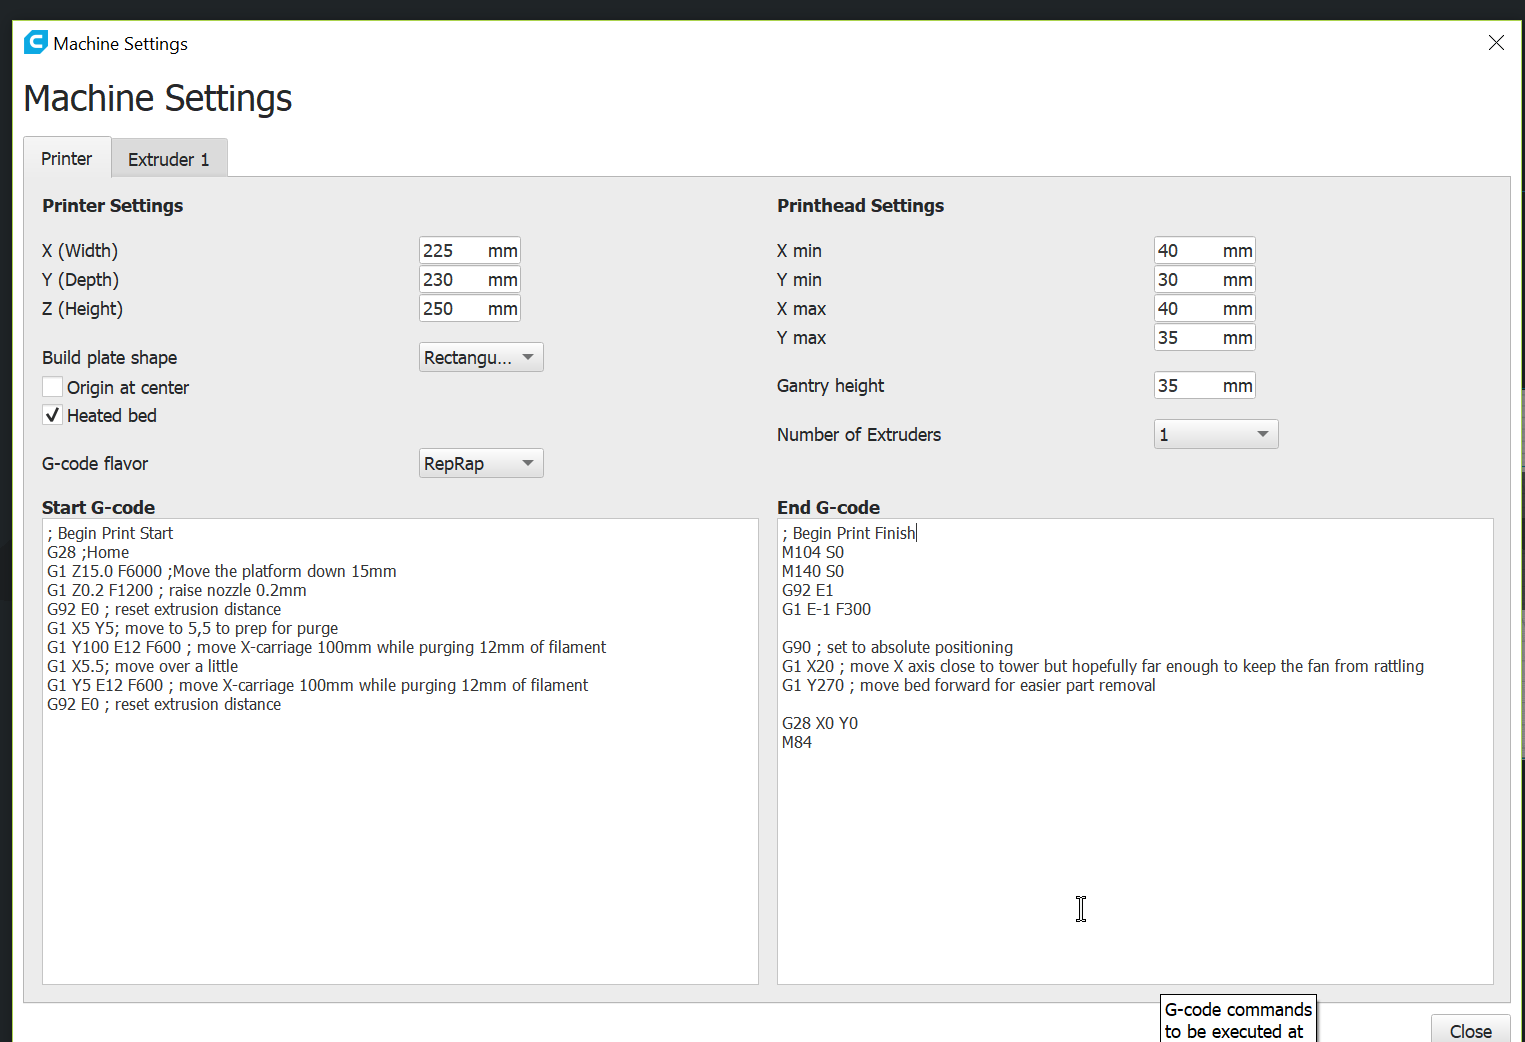 Machine Settings
Machine Settings
Printer
Extruder 1
Printer Settings
X (Width)
225 mm
Y (Depth)
230 mm
Z (Height)
250 mm
Build plate shape
Rectangu...
Origin at center
Heated bed
G-code flavor
RepRap
Printhead Settings
X min
40 mm
Y min
30 mm
X max
40 mm
Y max
35 mm
Gantry height
35 mm
Number of Extruders
1
Start G-code
; Begin Print Start
G28 ;Home
G1 Z15.0 F6000 ;Move the platform down 15mm
G1 Z0.2 F1200 ; raise nozzle 0.2mm
G92 E0 ; reset extrusion distance
G1 X5 Y5; move to 5,5 to prep for purge
G1 Y100 E12 F600 ; move X-carriage 100mm while purging 12mm of filament
G1 X5.5; move over a little
G1 Y5 E12 F600 ; move X-carriage 100mm while purging 12mm of filament
G92 E0 ; reset extrusion distance
End G-code
; Begin Print Finish
M104 S0
M140 S0
G92 E1
G1 E-1 F300
G90 ; set to absolute positioning
G1 X20 ; move X axis close to tower but hopefully far enough to keep the fan from rattling
G1 Y270 ; move bed forward for easier part removal
G28 X0 Y0
M84
G-code commands
to be executed at
Close